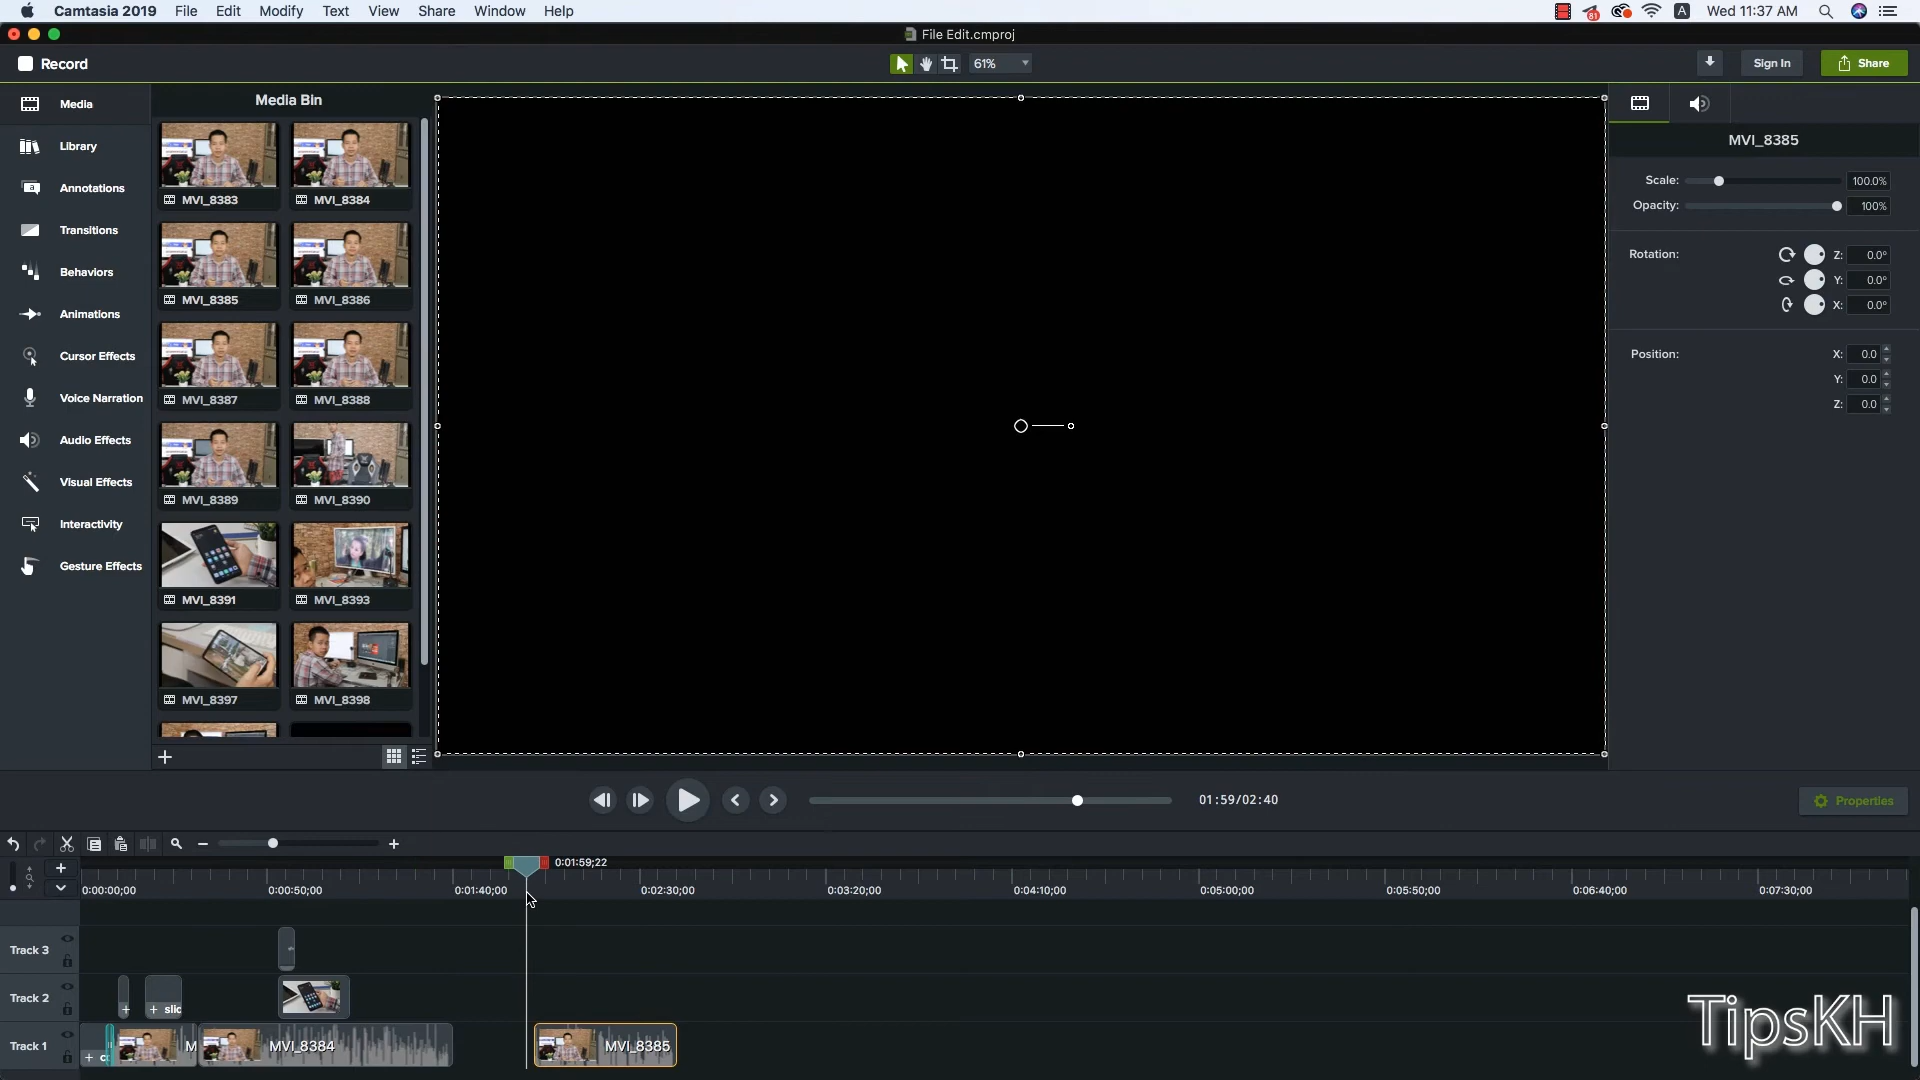 Camtasia 2019 File Edit Modify Text View Share Window Help
81
A
Wed 11:37 AM
File Edit.cmproj
Record
61%
Sign In
Share
Media
Library
Annotations
Transitions
Behaviors
Animations
Cursor Effects
Voice Narration
Audio Effects
Visual Effects
Interactivity
Gesture Effects
Media Bin
MVI_8383 MVI_8384
MVI_8385 MVI_8386
MVI_8387 MVI_8388
MVI_8389 MVI_8390
MVI_8391 MVI_8393
MVI_8397 MVI_8398
MVI_8385
Scale: 100.0%
Opacity: 100%
Rotation: Z: 0.0°
Y: 0.0°
X: 0.0°
Position: X: 0.0
Y: 0.0
Z: 0.0
01:59/02:40
Properties
0:01:59;22
0:00:00;00 0:00:50;00 0:01:40;00 0:02:30;00 0:03:20;00 0:04:10;00 0:05:00;00 0:05:50;00 0:06:40;00 0:07:30;00
Track 3
Track 2
+ + slic
Track 1
+ c M MVI_8384 MVI_8385
TipsKH